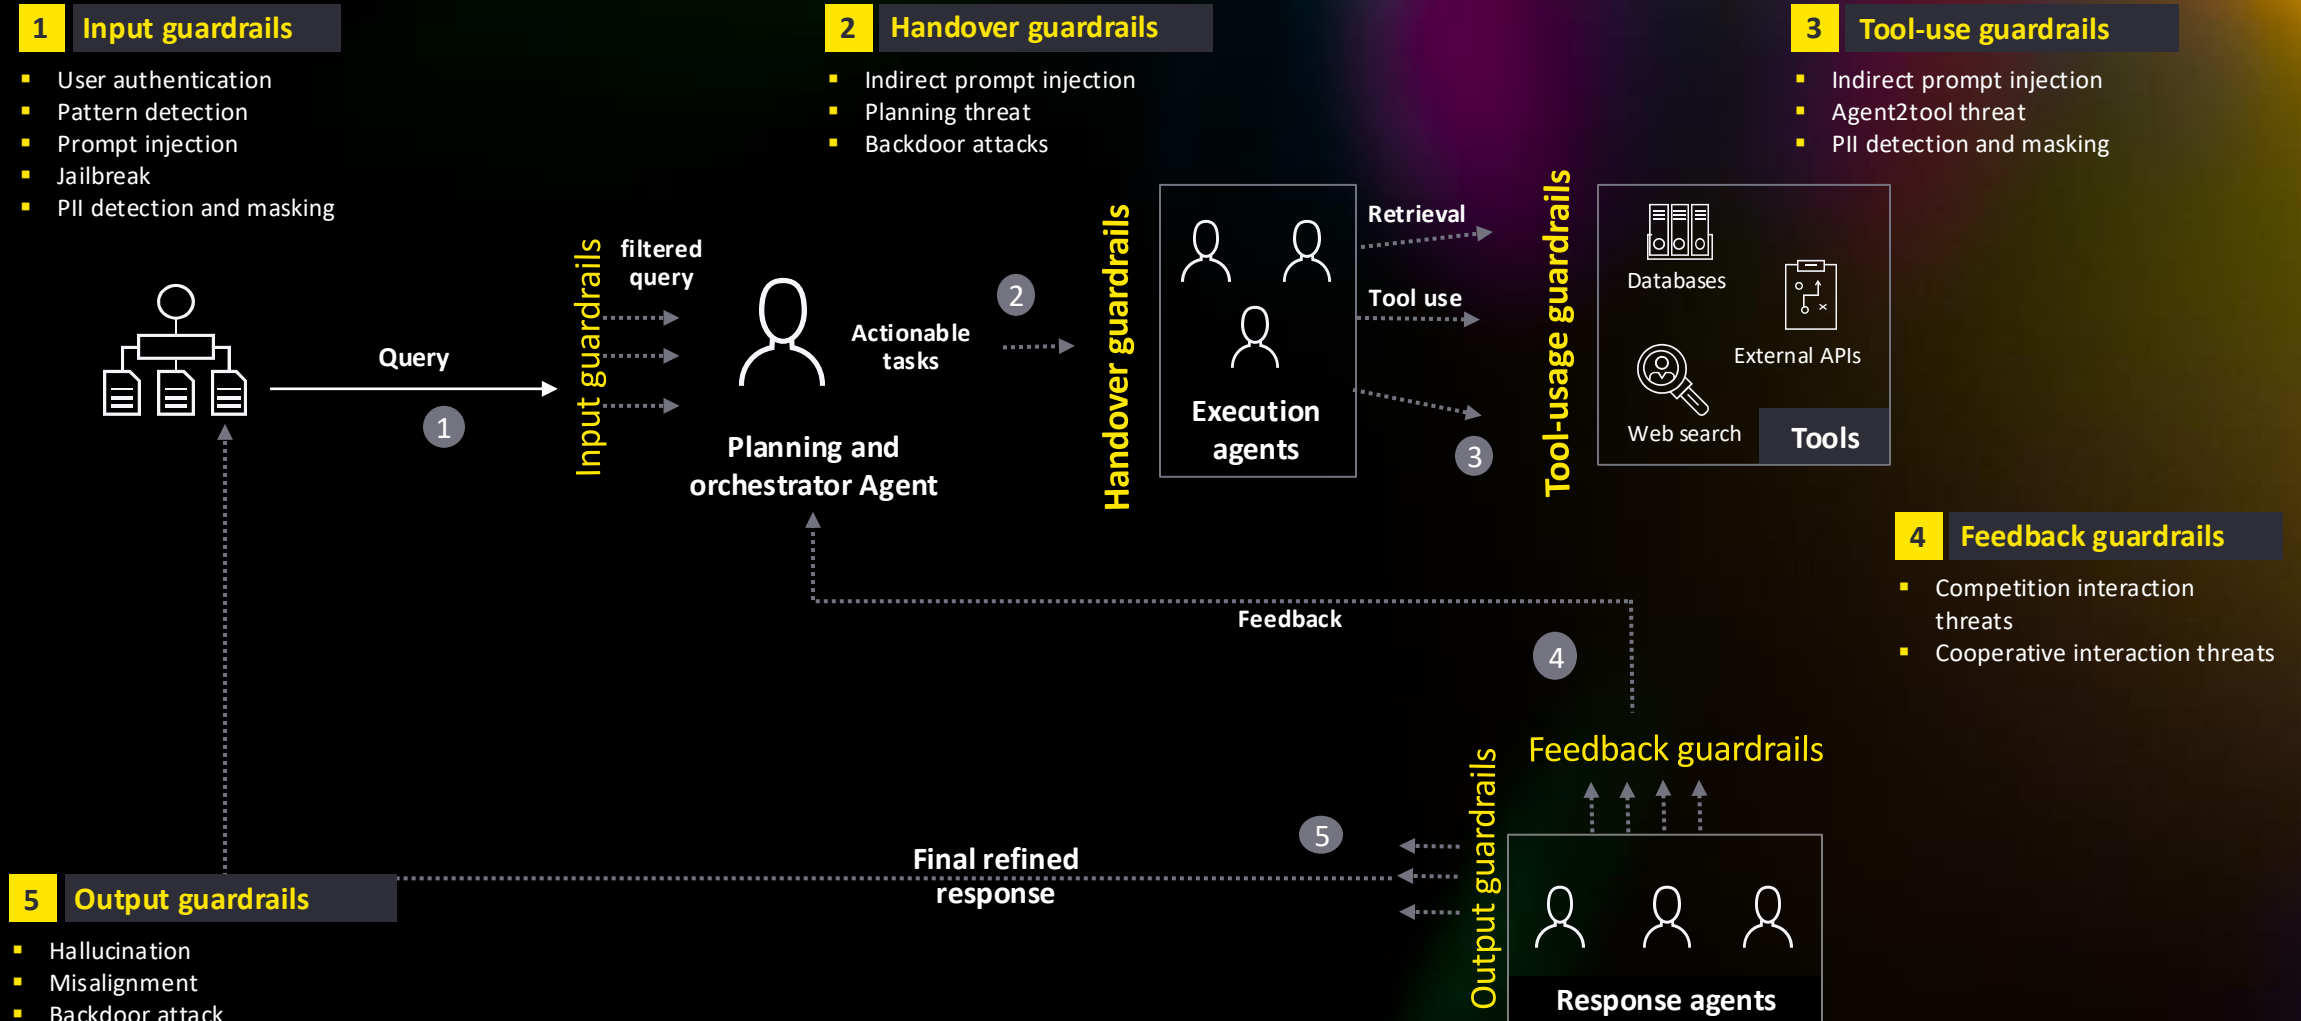 1 Input guardrails
User authentication
Pattern detection
Prompt injection
Jailbreak
PII detection and masking
2 Handover guardrails
Indirect prompt injection
Planning threat
Backdoor attacks
3 Tool-use guardrails
Indirect prompt injection
Agent2tool threat
PII detection and masking
Query
1
Input guardrails
filtered
query
Planning and
orchestrator Agent
Actionable
tasks
2
Handover guardrails
Execution
agents
Retrieval
Tool use
3
Tool-usage guardrails
Databases
External APIs
Web search
Tools
4 Feedback guardrails
Competition interaction
threats
Cooperative interaction threats
Feedback
4
Feedback guardrails
Output guardrails
Response agents
5
Final refined
response
5 Output guardrails
Hallucination
Misalignment
Backdoor attack